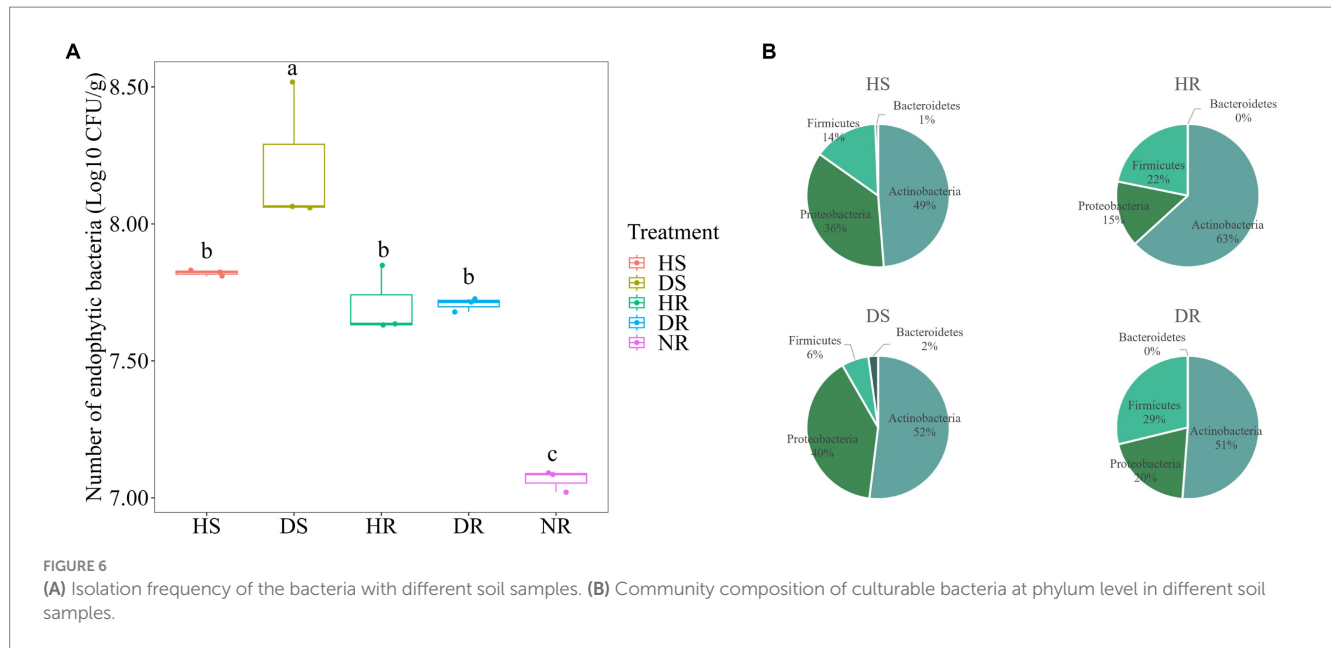 A
Number of endophytic bacteria (Log10 CFU/g)
8.50
8.00
7.50
7.00
b
a
b
b
c
HS DS HR DR NR
Treatment
HS
DS
HR
DR
NR
B
HS
Bacteroidetes
1%
Firmicutes
14%
Actinobacteria
49%
Proteobacteria
36%
HR
Bacteroidetes
0%
Firmicutes
22%
Proteobacteria
15%
Actinobacteria
63%
DS
Bacteroidetes
2%
Firmicutes
6%
Actinobacteria
52%
Proteobacteria
40%
DR
Bacteroidetes
0%
Firmicutes
29%
Actinobacteria
51%
Proteobacteria
20%
FIGURE 6
(A) Isolation frequency of the bacteria with different soil samples. (B) Community composition of culturable bacteria at phylum level in different soil
samples.